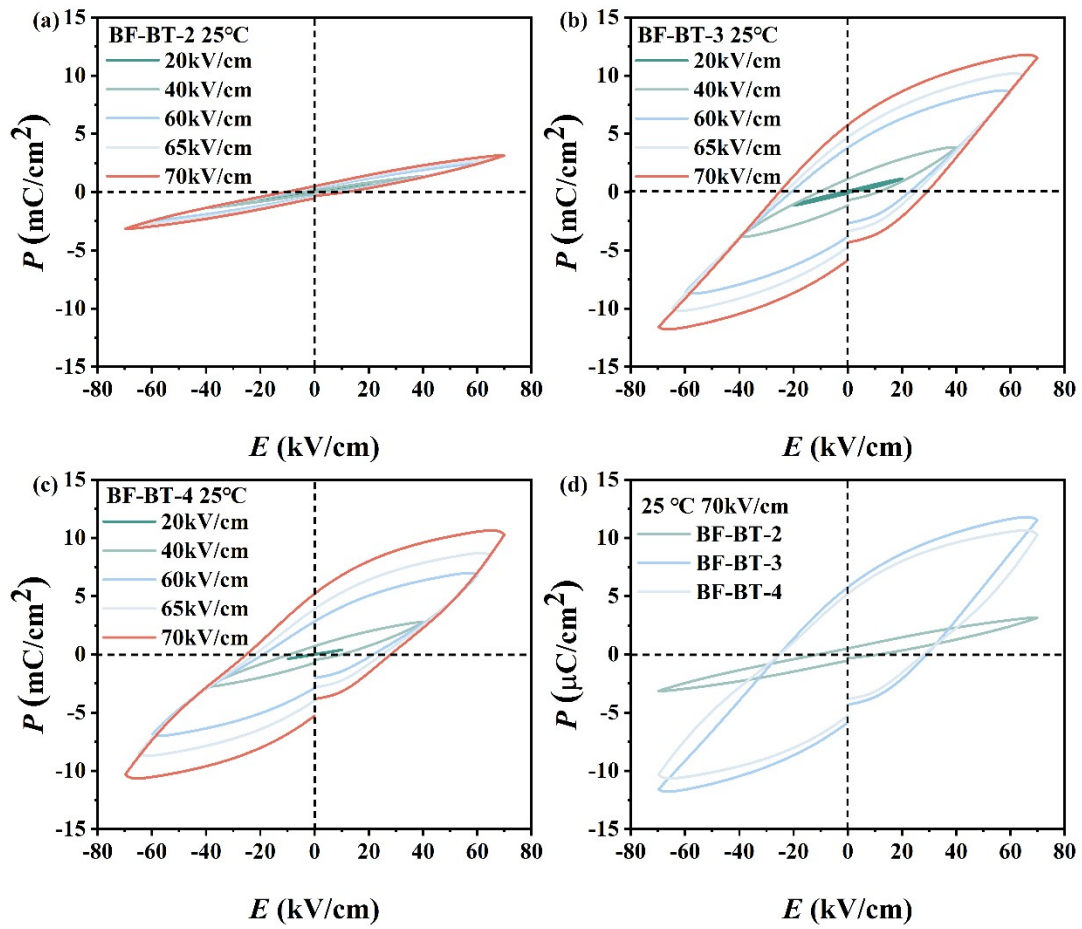 (a)
BF-BT-2 25℃
20kV/cm
40kV/cm
60kV/cm
65kV/cm
70kV/cm
15
10
5
0
-5
-10
-15
P (mC/cm²)
-80 -60 -40 -20 0 20 40 60 80
E (kV/cm)
(b)
BF-BT-3 25℃
20kV/cm
40kV/cm
60kV/cm
65kV/cm
70kV/cm
15
10
5
0
-5
-10
-15
P (mC/cm²)
-80 -60 -40 -20 0 20 40 60 80
E (kV/cm)
(c)
BF-BT-4 25℃
20kV/cm
40kV/cm
60kV/cm
65kV/cm
70kV/cm
15
10
5
0
-5
-10
-15
P (mC/cm²)
-80 -60 -40 -20 0 20 40 60 80
E (kV/cm)
(d)
25 ℃ 70kV/cm
BF-BT-2
BF-BT-3
BF-BT-4
15
10
5
0
-5
-10
-15
P (μC/cm²)
-80 -60 -40 -20 0 20 40 60 80
E (kV/cm)